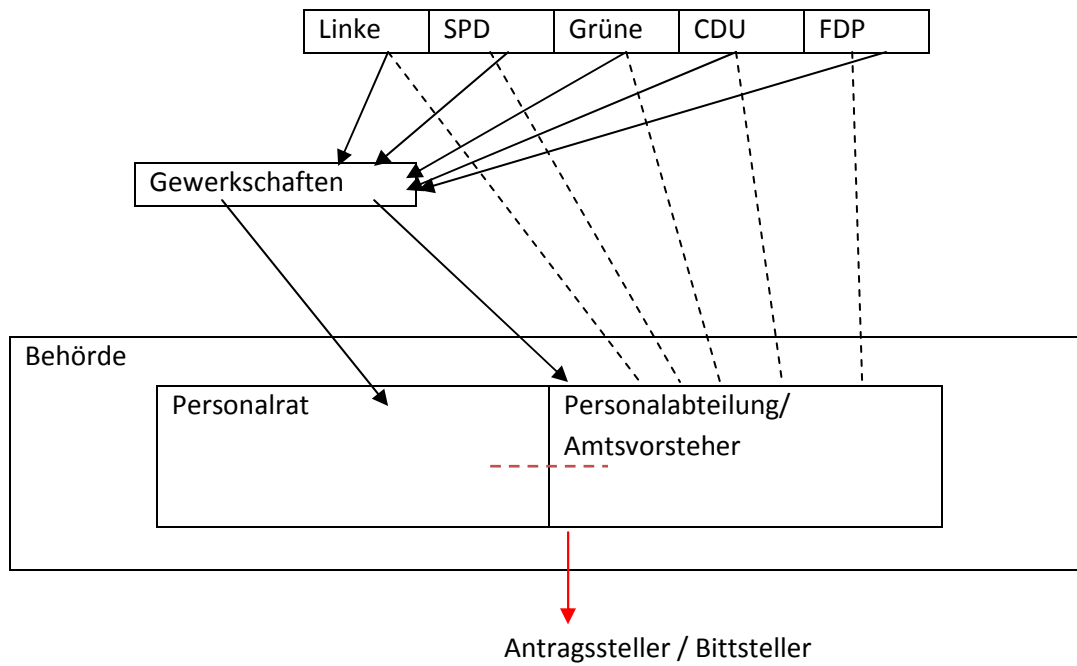 Linke SPD Grüne CDU FDP
Gewerkschaften
Behörde
Personalrat
Personalabteilung/
Amtsvorsteher
Antragssteller / Bittsteller